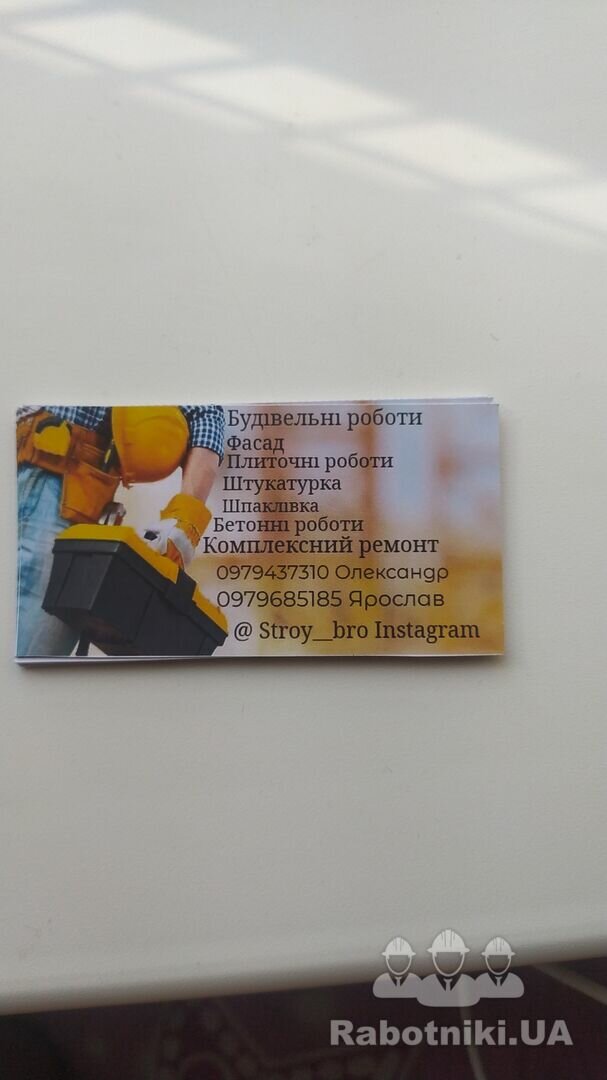 Будівельні роботи
Фасад
Плиточні роботи
Штукатурка
Шпаклівка
Бетонні роботи
Комплексний ремонт
0979437310 Олександр
0979685185 Ярослав
@ Stroy__bro Instagram
Rabotniki.UA